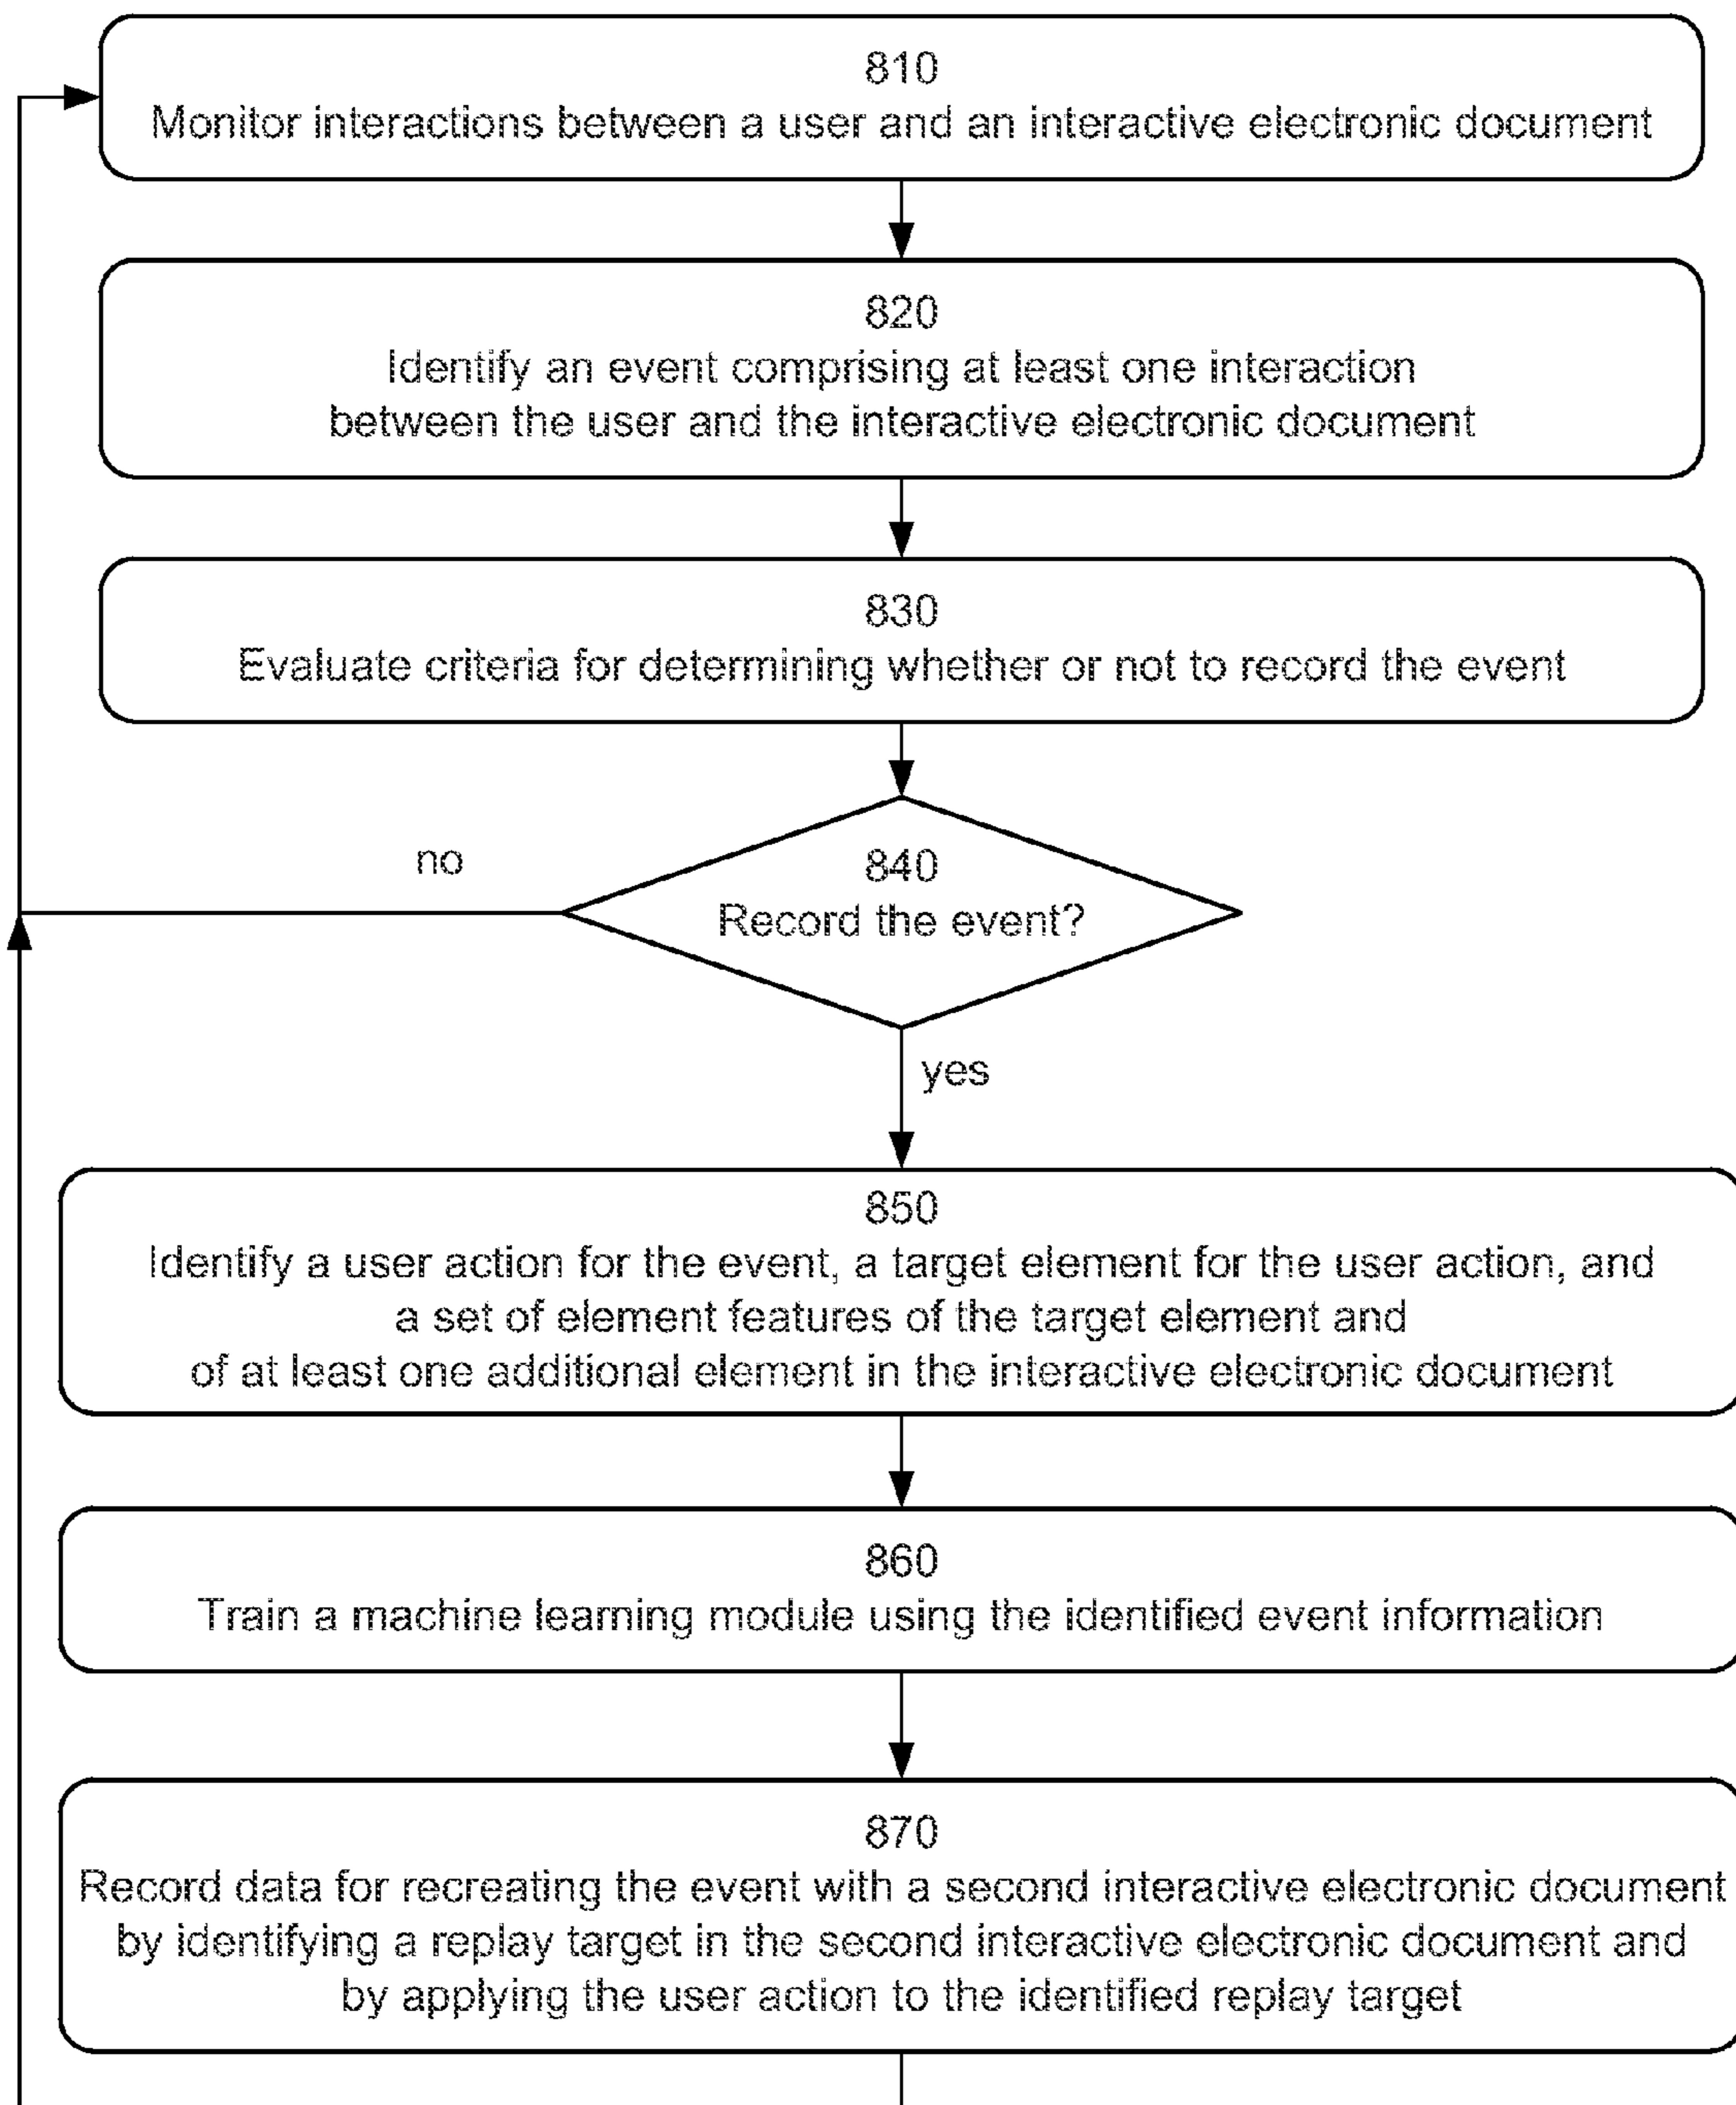 810
Monitor interactions between a user and an interactive electronic document
820
Identify an event comprising at least one interaction
between the user and the interactive electronic document
830
Evaluate criteria for determining whether or not to record the event
840
Record the event?
no
yes
850
Identify a user action for the event, a target element for the user action, and
a set of element features of the target element and
of at least one additional element in the interactive electronic document
860
Train a machine learning module using the identified event information
870
Record data for recreating the event with a second interactive electronic document
by identifying a replay target in the second interactive electronic document and
by applying the user action to the identified replay target